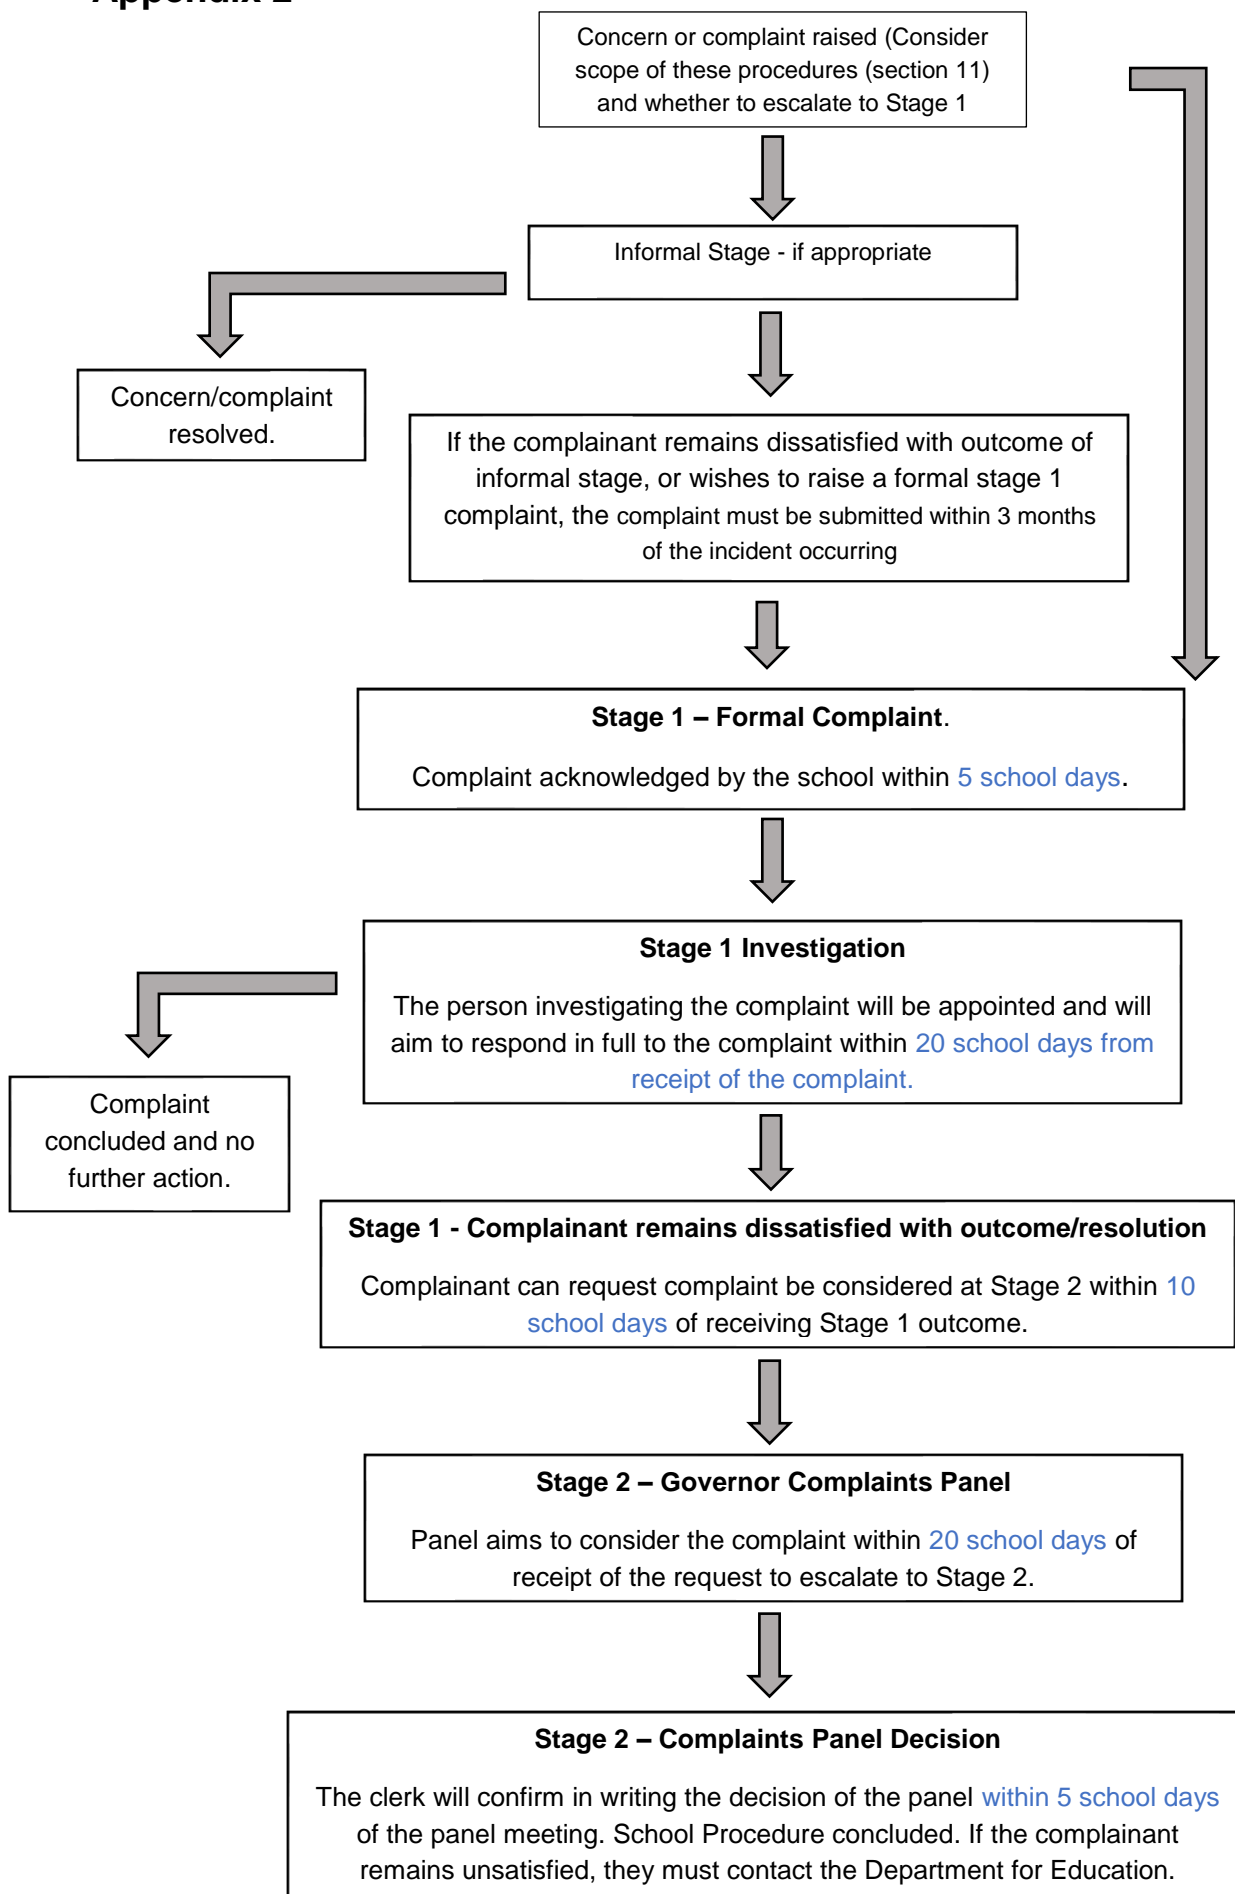 Concern or complaint raised (Consider
scope of these procedures (section 11)
and whether to escalate to Stage 1
Informal Stage - if appropriate
Concern/complaint
resolved.
If the complainant remains dissatisfied with outcome of
informal stage, or wishes to raise a formal stage 1
complaint, the complaint must be submitted within 3 months
of the incident occurring
Stage 1 – Formal Complaint.
Complaint acknowledged by the school within 5 school days.
Stage 1 Investigation
The person investigating the complaint will be appointed and will
aim to respond in full to the complaint within 20 school days from
receipt of the complaint.
Complaint
concluded and no
further action.
Stage 1 - Complainant remains dissatisfied with outcome/resolution
Complainant can request complaint be considered at Stage 2 within 10
school days of receiving Stage 1 outcome.
Stage 2 – Governor Complaints Panel
Panel aims to consider the complaint within 20 school days of
receipt of the request to escalate to Stage 2.
Stage 2 – Complaints Panel Decision
The clerk will confirm in writing the decision of the panel within 5 school days
of the panel meeting. School Procedure concluded. If the complainant
remains unsatisfied, they must contact the Department for Education.